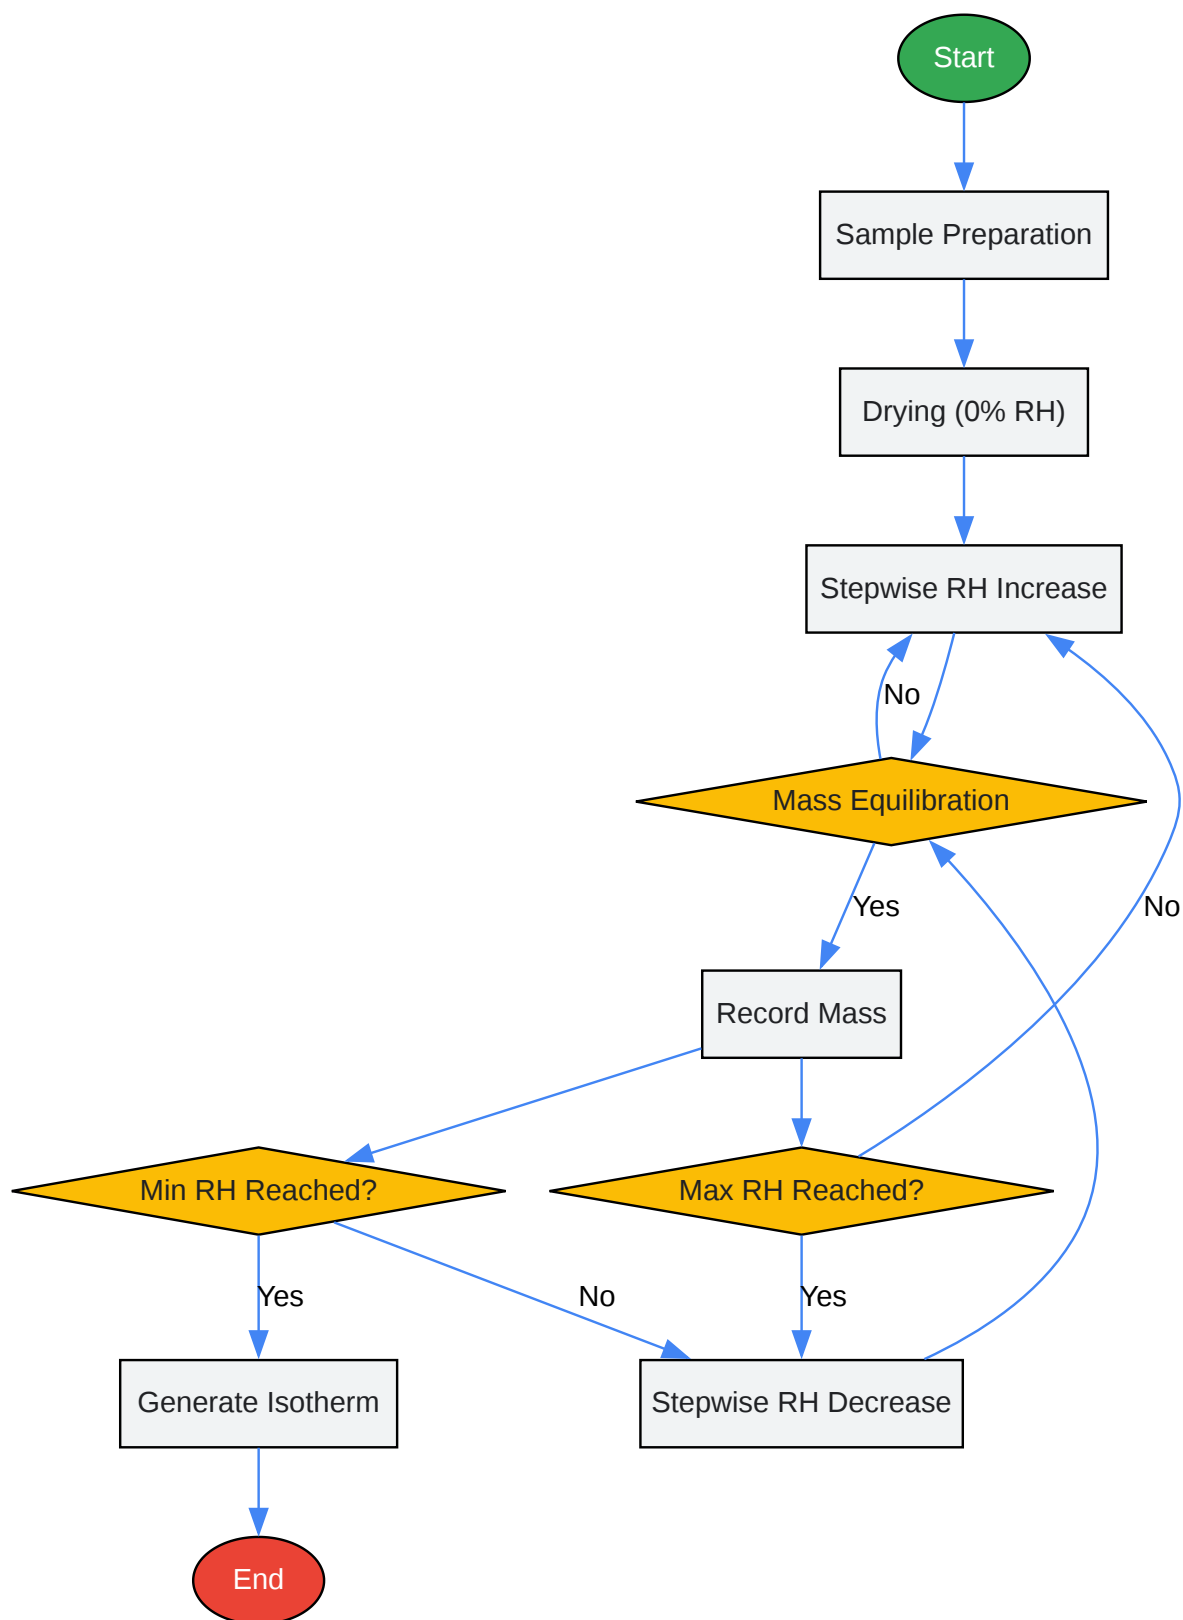 Start
Sample Preparation
Drying (0% RH)
Stepwise RH Increase
No
Mass Equilibration
Yes
No
Record Mass
Min RH Reached?
Max RH Reached?
Yes
No
Yes
Generate Isotherm
Stepwise RH Decrease
End